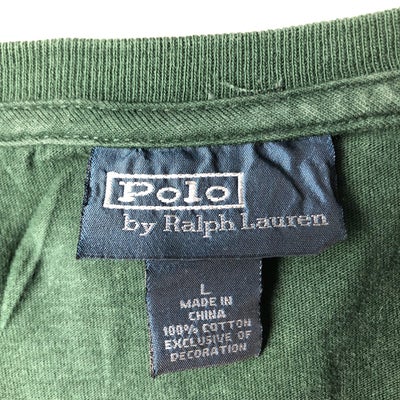 Polo
by Ralph Lauren
L
MADE IN
CHINA
100% COTTON
EXCLUSIVE OF
DECORATION